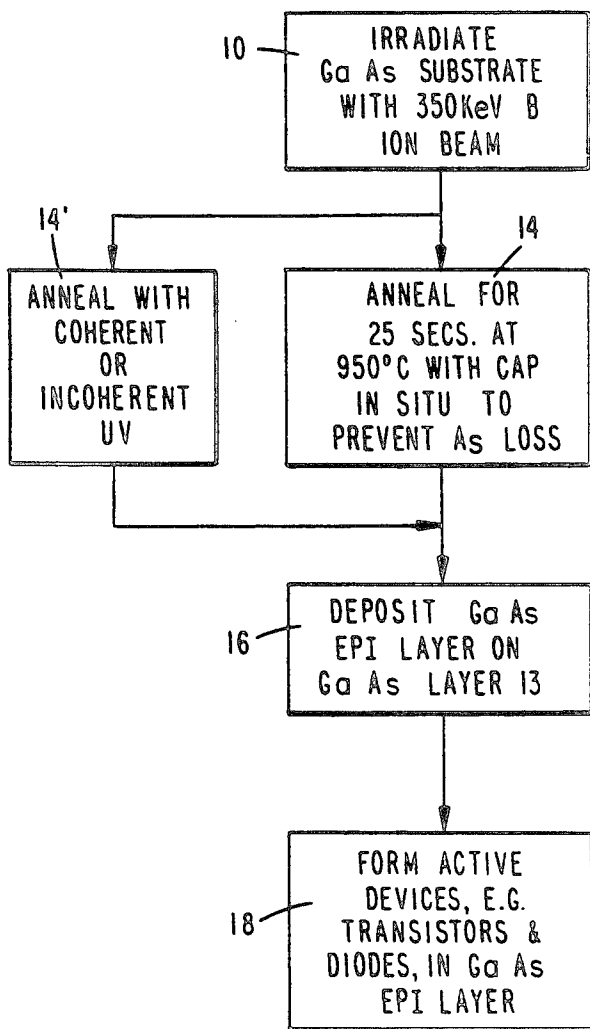 10
IRRADIATE
Ga As SUBSTRATE
WITH 350KeV B
ION BEAM
14'
ANNEAL WITH
COHERENT
OR
INCOHERENT
UV
14
ANNEAL FOR
25 SECS. AT
950°C WITH CAP
IN SITU TO
PREVENT As LOSS
16
DEPOSIT Ga As
EPI LAYER ON
Ga As LAYER 13
18
FORM ACTIVE
DEVICES, E.G.
TRANSISTORS &
DIODES, IN Ga As
EPI LAYER